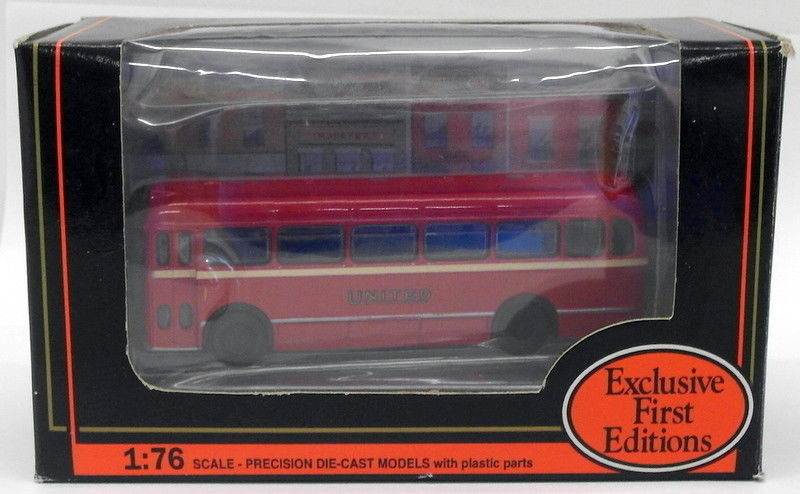 UNITED
Exclusive
First
Editions
1:76 SCALE - PRECISION DIE-CAST MODELS with plastic parts